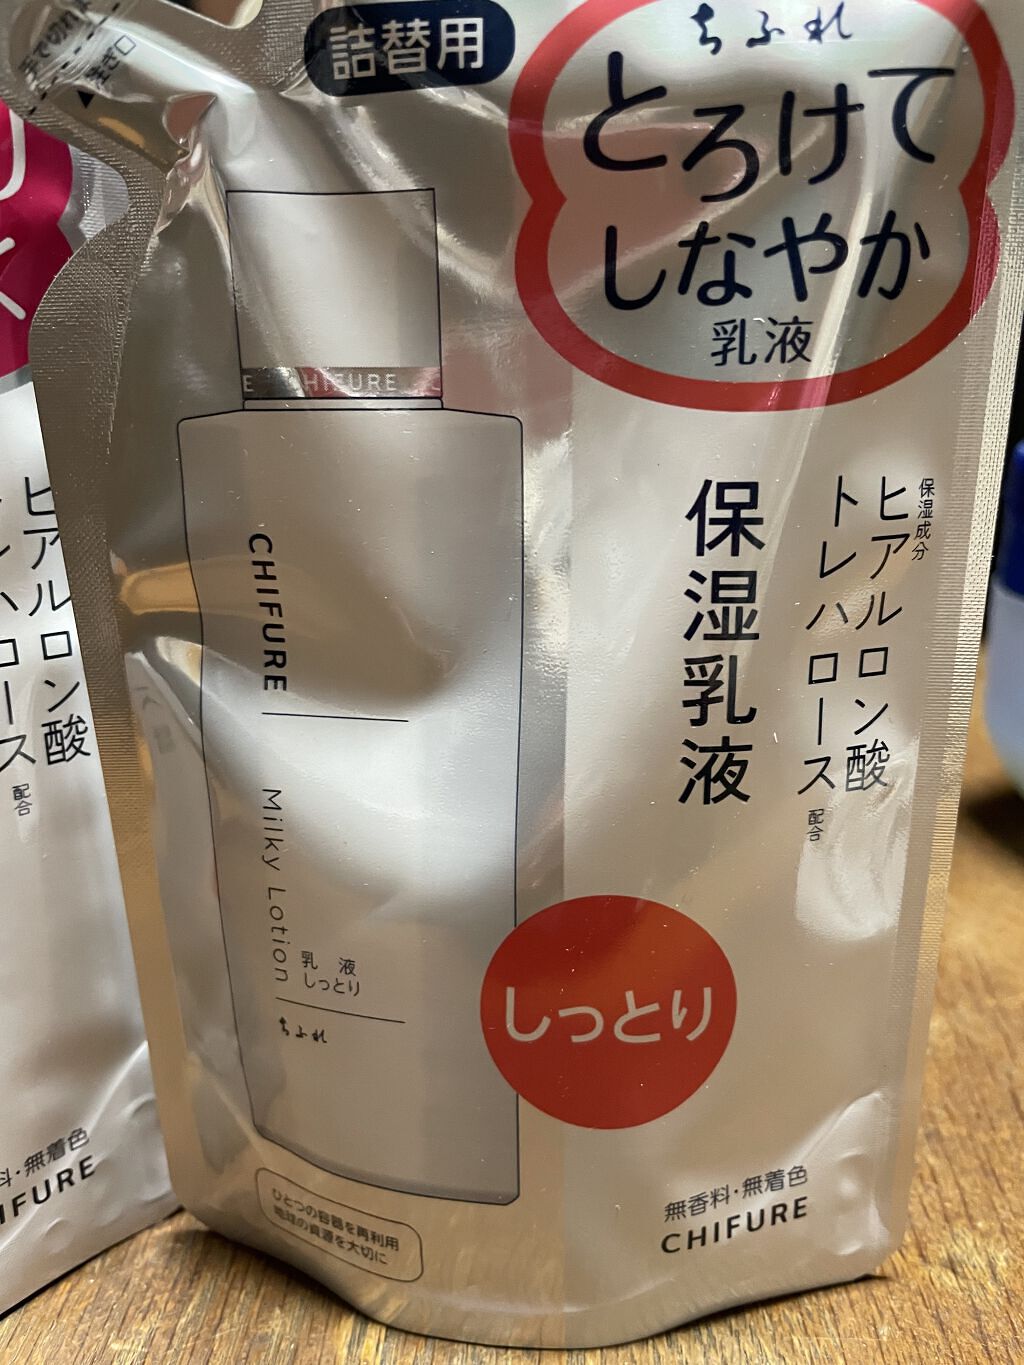 詰替用
ちふれ
とろけて
しなやか
乳液
保湿成分
ヒアルロン酸
トレハロース
配合
保湿乳液
CHIFURE
CHIFURE
Milky Lotion
乳液
しっとり
ちふれ
しっとり
ひとつの容器を再利用
地球の資源を大切に
無香料・無着色
CHIFURE
ヒアルロン酸
配合
無着色
IFURE